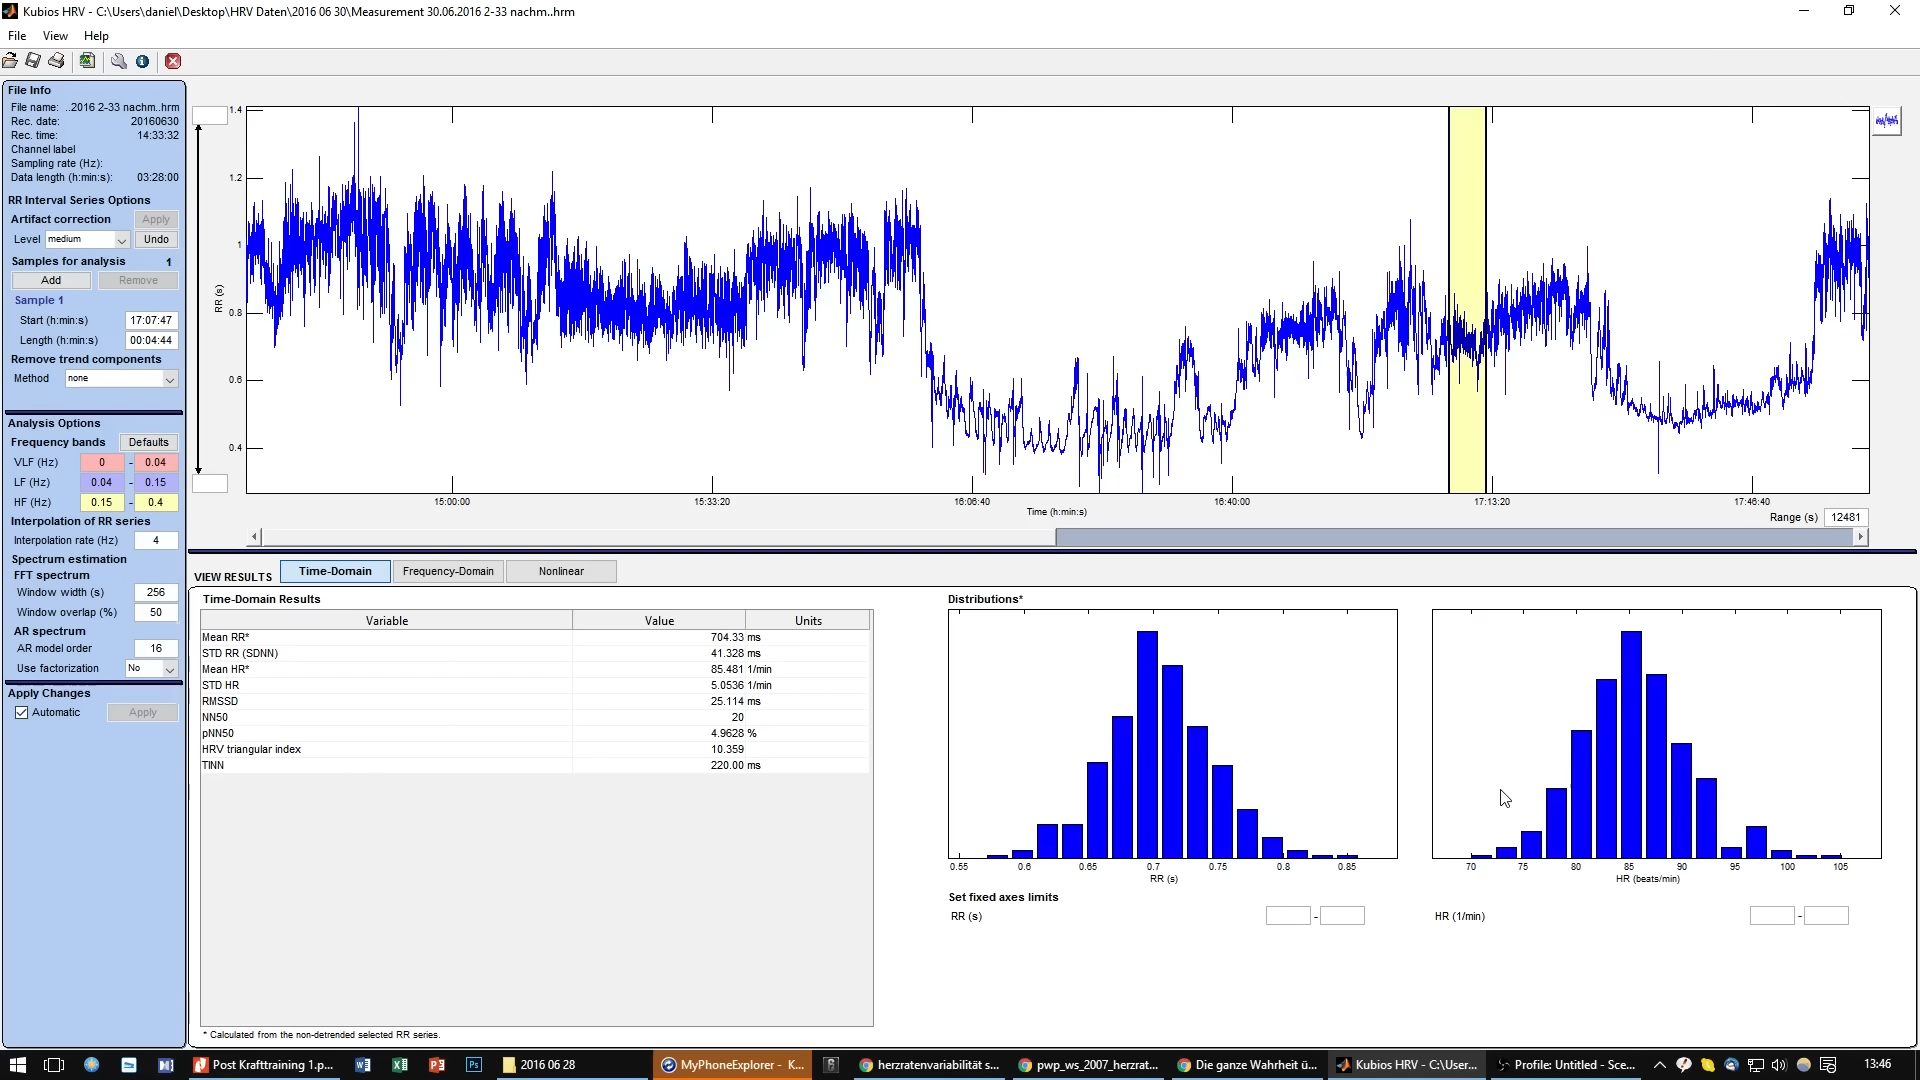 Kubios HRV - C:\Users\daniel\Desktop\HRV Daten\2016 06 30\Measurement 30.06.2016 2-33 nachm..hrm
File View Help
File Info
File name: ..2016 2-33 nachm..hrm
Rec. date: 20160630
Rec. time: 14:33:32
Channel label
Sampling rate (Hz):
Data length (h:min:s): 03:28:00
RR Interval Series Options
Artifact correction Apply
Level medium Undo
Samples for analysis 1
Add Remove
Sample 1
Start (h:min:s) 17:07:47
Length (h:min:s) 00:04:44
Remove trend components
Method none
Analysis Options
Frequency bands Defaults
VLF (Hz) 0 - 0.04
LF (Hz) 0.04 - 0.15
HF (Hz) 0.15 - 0.4
Interpolation of RR series
Interpolation rate (Hz) 4
Spectrum estimation
FFT spectrum
Window width (s) 256
Window overlap (%) 50
AR spectrum
AR model order 16
Use factorization No
Apply Changes
Automatic Apply
1.4
1.2
1
0.8
0.6
0.4
RR (s)
15:00:00 15:33:20 16:06:40 16:40:00 17:13:20 17:46:40
Time (h:min:s)
Range (s) 12481
VIEW RESULTS Time-Domain Frequency-Domain Nonlinear
Time-Domain Results
Variable Value Units
Mean RR* 704.33 ms
STD RR (SDNN) 41.328 ms
Mean HR* 85.481 1/min
STD HR 5.0536 1/min
RMSSD 25.114 ms
NN50 20
pNN50 4.9628 %
HRV triangular index 10.359
TINN 220.00 ms
* Calculated from the non-detrended selected RR series.
Distributions*
0.55 0.6 0.65 0.7 0.75 0.8 0.85
RR (s)
70 75 80 85 90 95 100 105
HR (beats/min)
Set fixed axes limits
RR (s) -
HR (1/min) -
Post Krafttraining 1.p... 2016 06 28 MyPhoneExplorer - K... herzratenvariabilität s... pwp_ws_2007_herzrat... Die ganze Wahrheit ü... Kubios HRV - C:\User... Profile: Untitled - Sce... 13:46